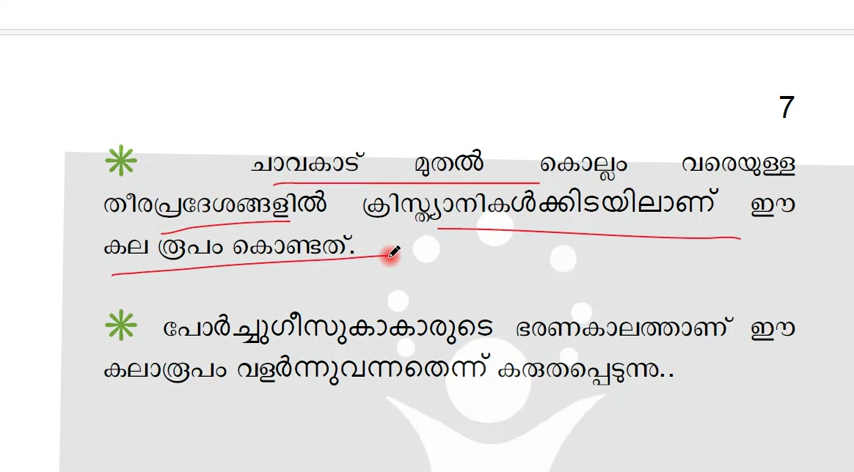 7
ചാവകാട് മുതൽ കൊല്ലം വരെയുള്ള
തീരപ്രദേശങ്ങളിൽ ക്രിസ്ത്യാനികൾക്കിടയിലാണ് ഈ
കല രൂപം കൊണ്ടത്.
പോർച്ചുഗീസുകാകാരുടെ ഭരണകാലത്താണ് ഈ
കലാരൂപം വളർന്നുവന്നതെന്ന് കരുതപ്പെടുന്നു..